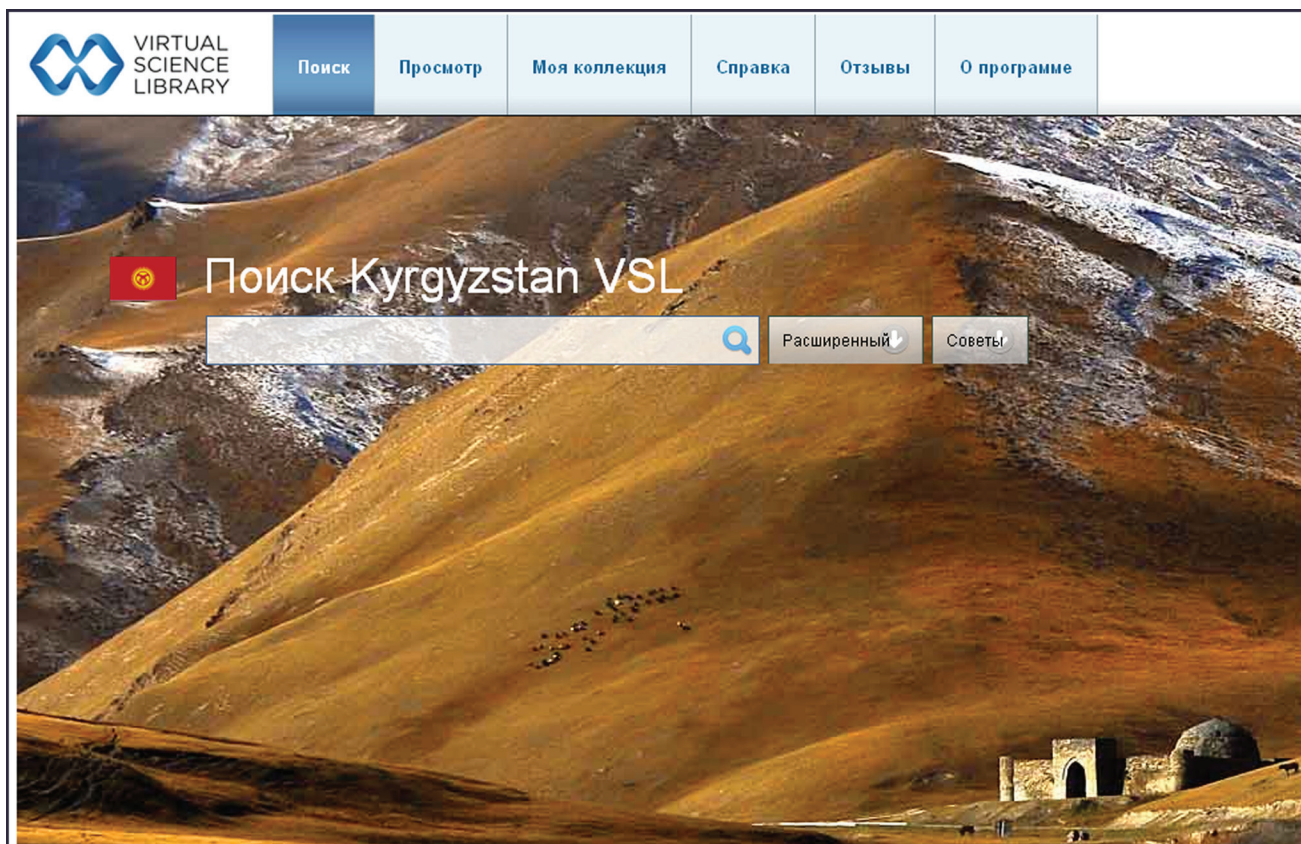 VIRTUAL
SCIENCE
LIBRARY
Поиск
Просмотр
Моя коллекция
Справка
Отзывы
О программе
Поиск Kyrgyzstan VSL
Расширенный
Советы